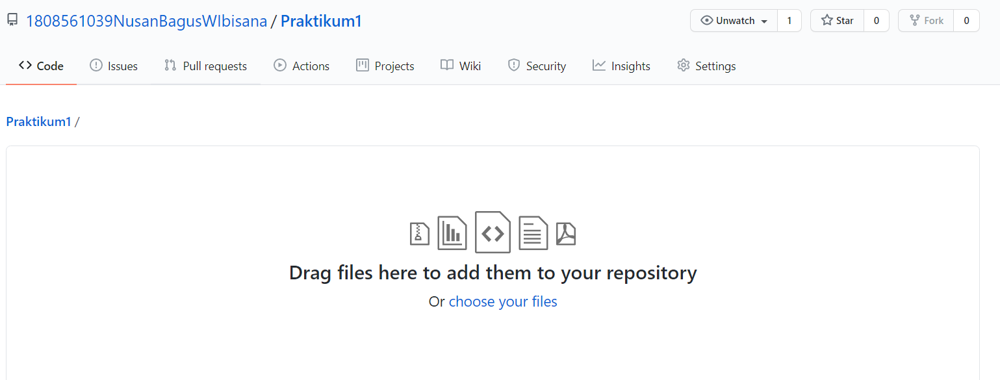 1808561039NusanBagusWIbisana / Praktikum1
Unwatch 1 Star 0 Fork 0
Code Issues Pull requests Actions Projects Wiki Security Insights Settings
Praktikum1 /
Drag files here to add them to your repository
Or choose your files